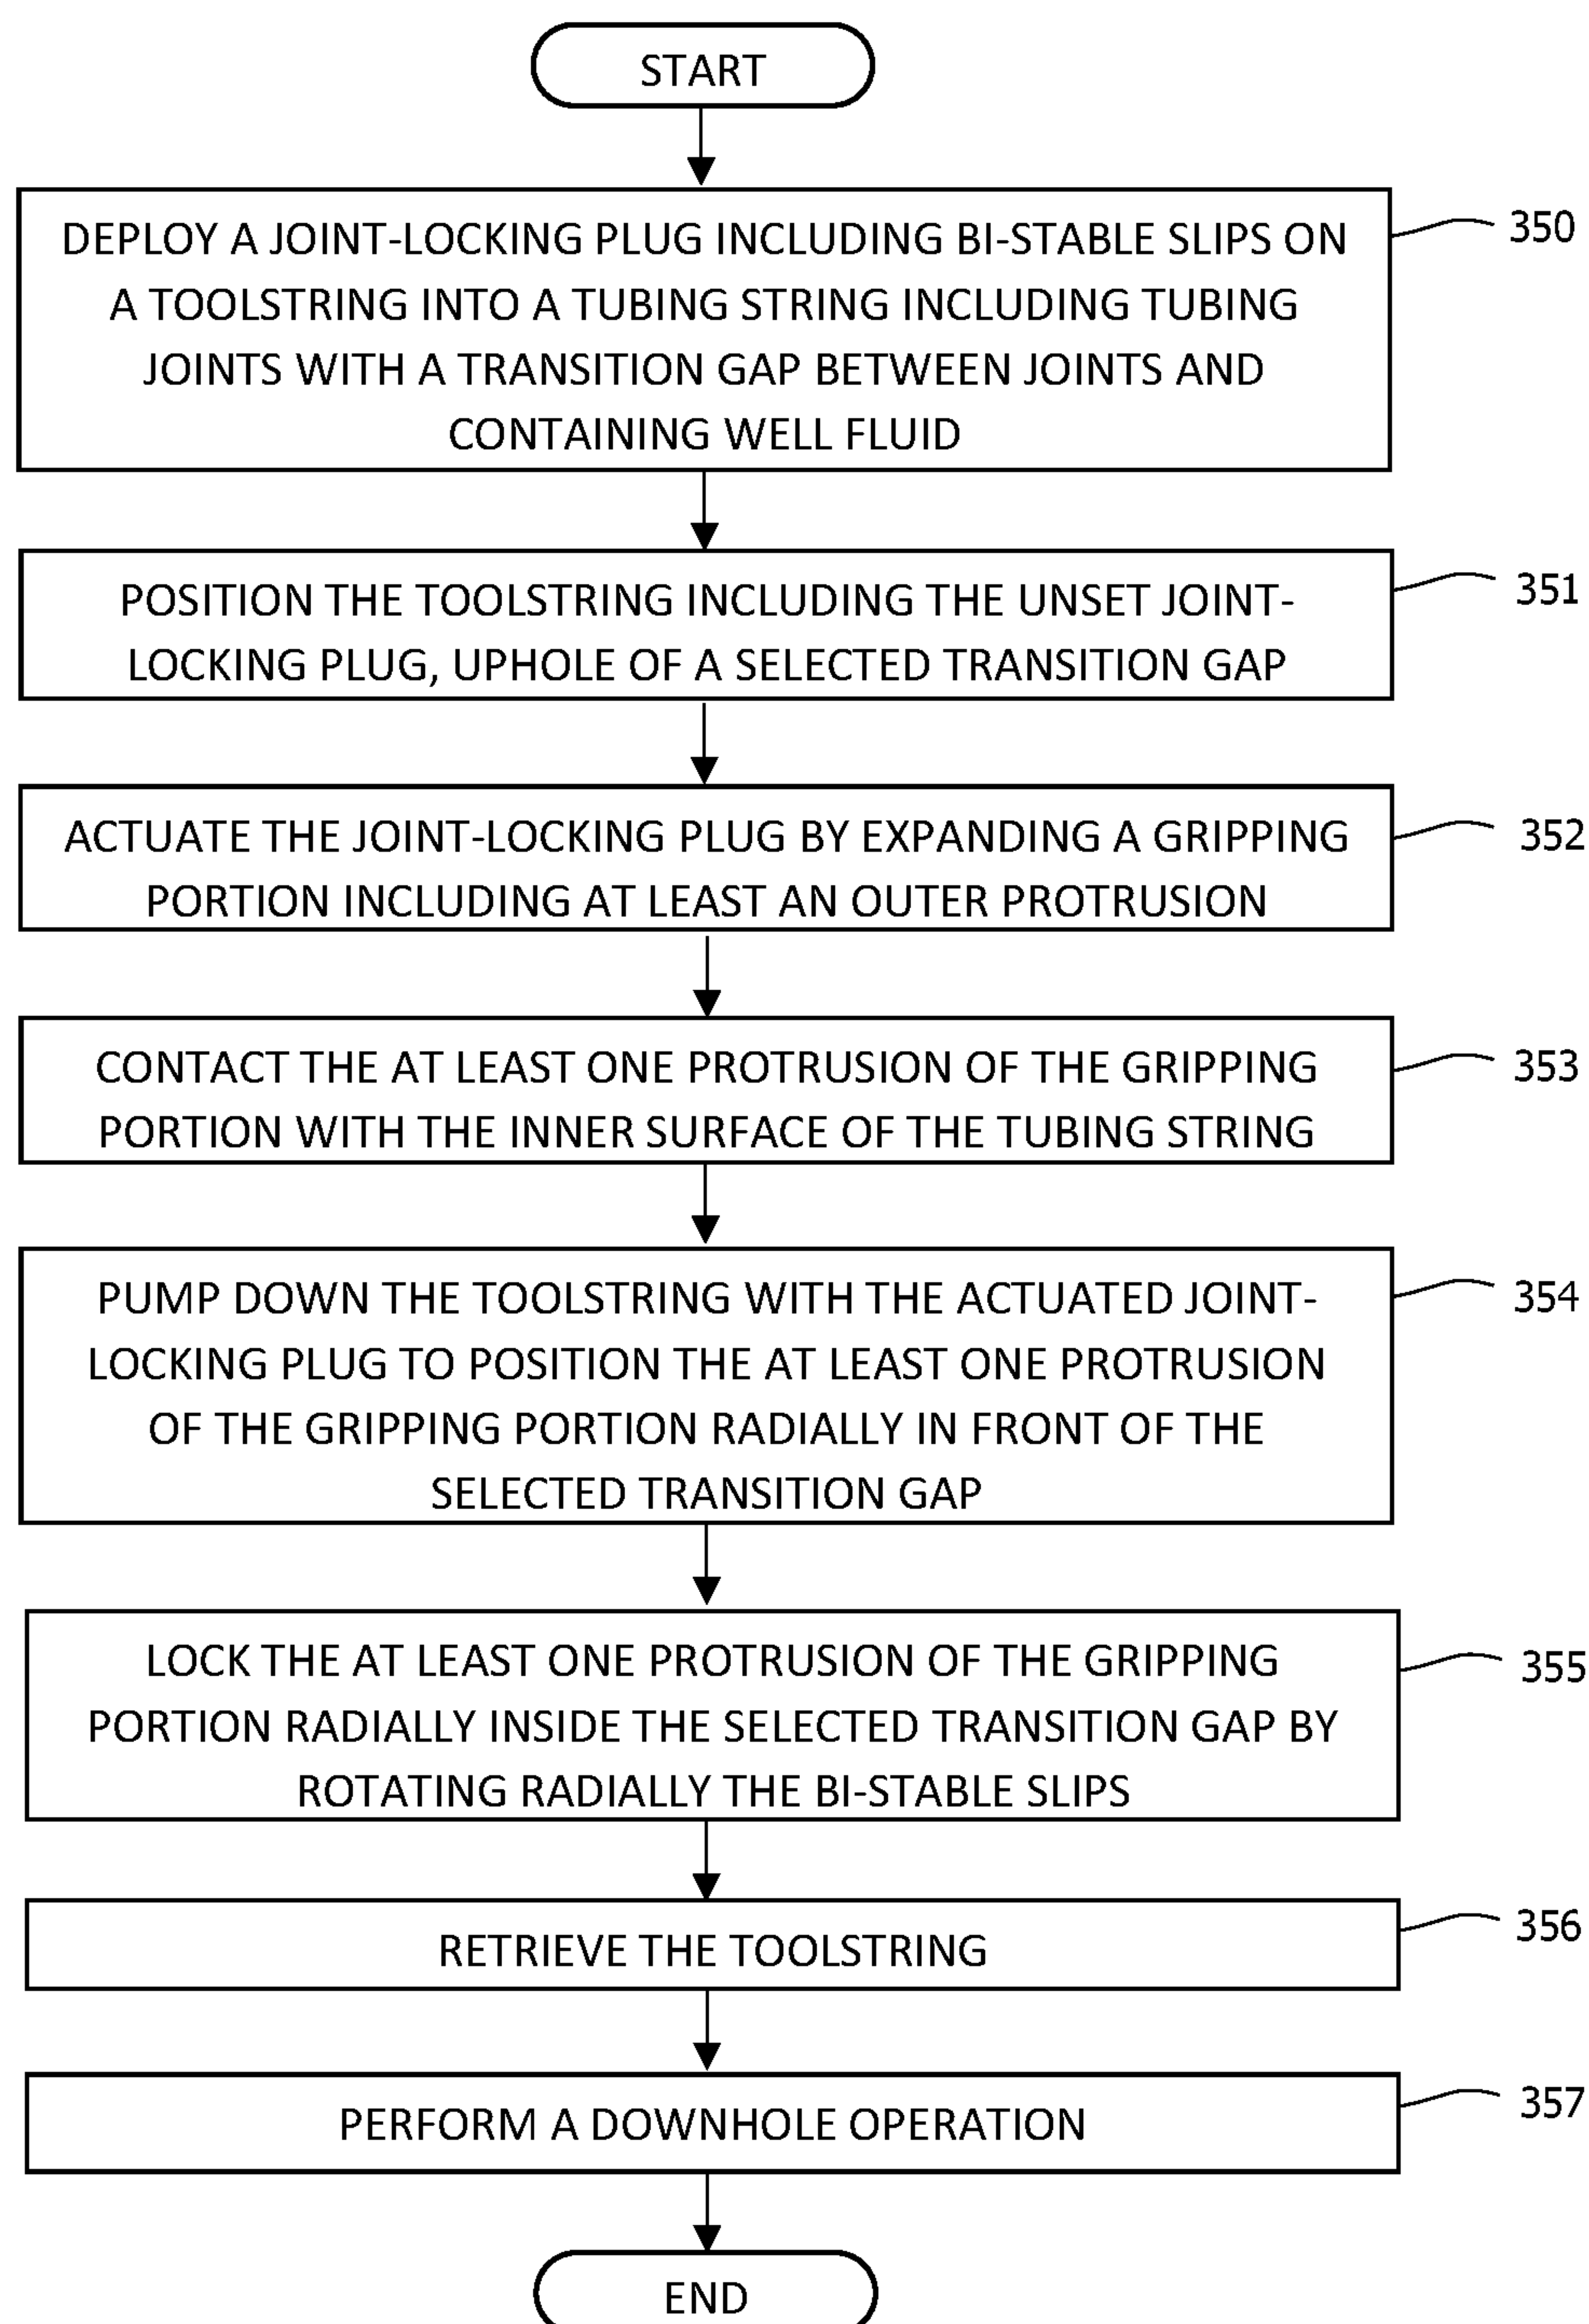 START
DEPLOY A JOINT-LOCKING PLUG INCLUDING BI-STABLE SLIPS ON
A TOOLSTRING INTO A TUBING STRING INCLUDING TUBING
JOINTS WITH A TRANSITION GAP BETWEEN JOINTS AND
CONTAINING WELL FLUID
350
POSITION THE TOOLSTRING INCLUDING THE UNSET JOINT-
LOCKING PLUG, UPHOLE OF A SELECTED TRANSITION GAP
351
ACTUATE THE JOINT-LOCKING PLUG BY EXPANDING A GRIPPING
PORTION INCLUDING AT LEAST AN OUTER PROTRUSION
352
CONTACT THE AT LEAST ONE PROTRUSION OF THE GRIPPING
PORTION WITH THE INNER SURFACE OF THE TUBING STRING
353
PUMP DOWN THE TOOLSTRING WITH THE ACTUATED JOINT-
LOCKING PLUG TO POSITION THE AT LEAST ONE PROTRUSION
OF THE GRIPPING PORTION RADIALLY IN FRONT OF THE
SELECTED TRANSITION GAP
354
LOCK THE AT LEAST ONE PROTRUSION OF THE GRIPPING
PORTION RADIALLY INSIDE THE SELECTED TRANSITION GAP BY
ROTATING RADIALLY THE BI-STABLE SLIPS
355
RETRIEVE THE TOOLSTRING
356
PERFORM A DOWNHOLE OPERATION
357
END